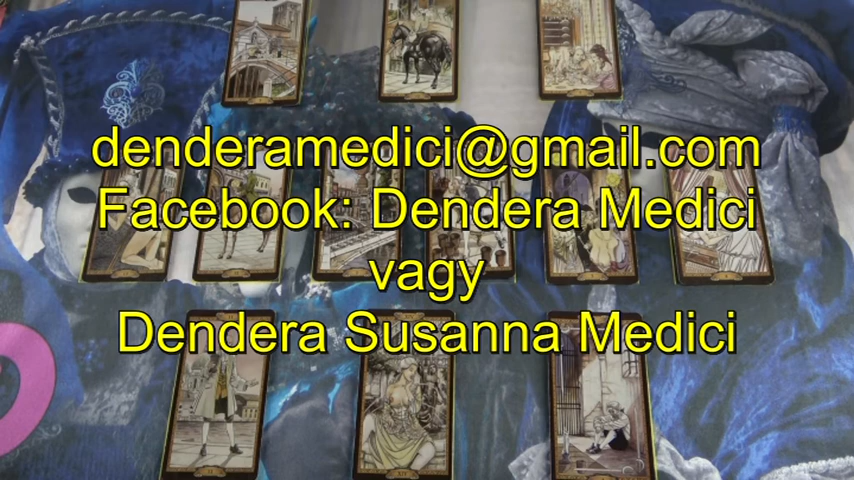 denderamedici@gmail.com
Facebook: Dendera Medici
vagy
Dendera Susanna Medici